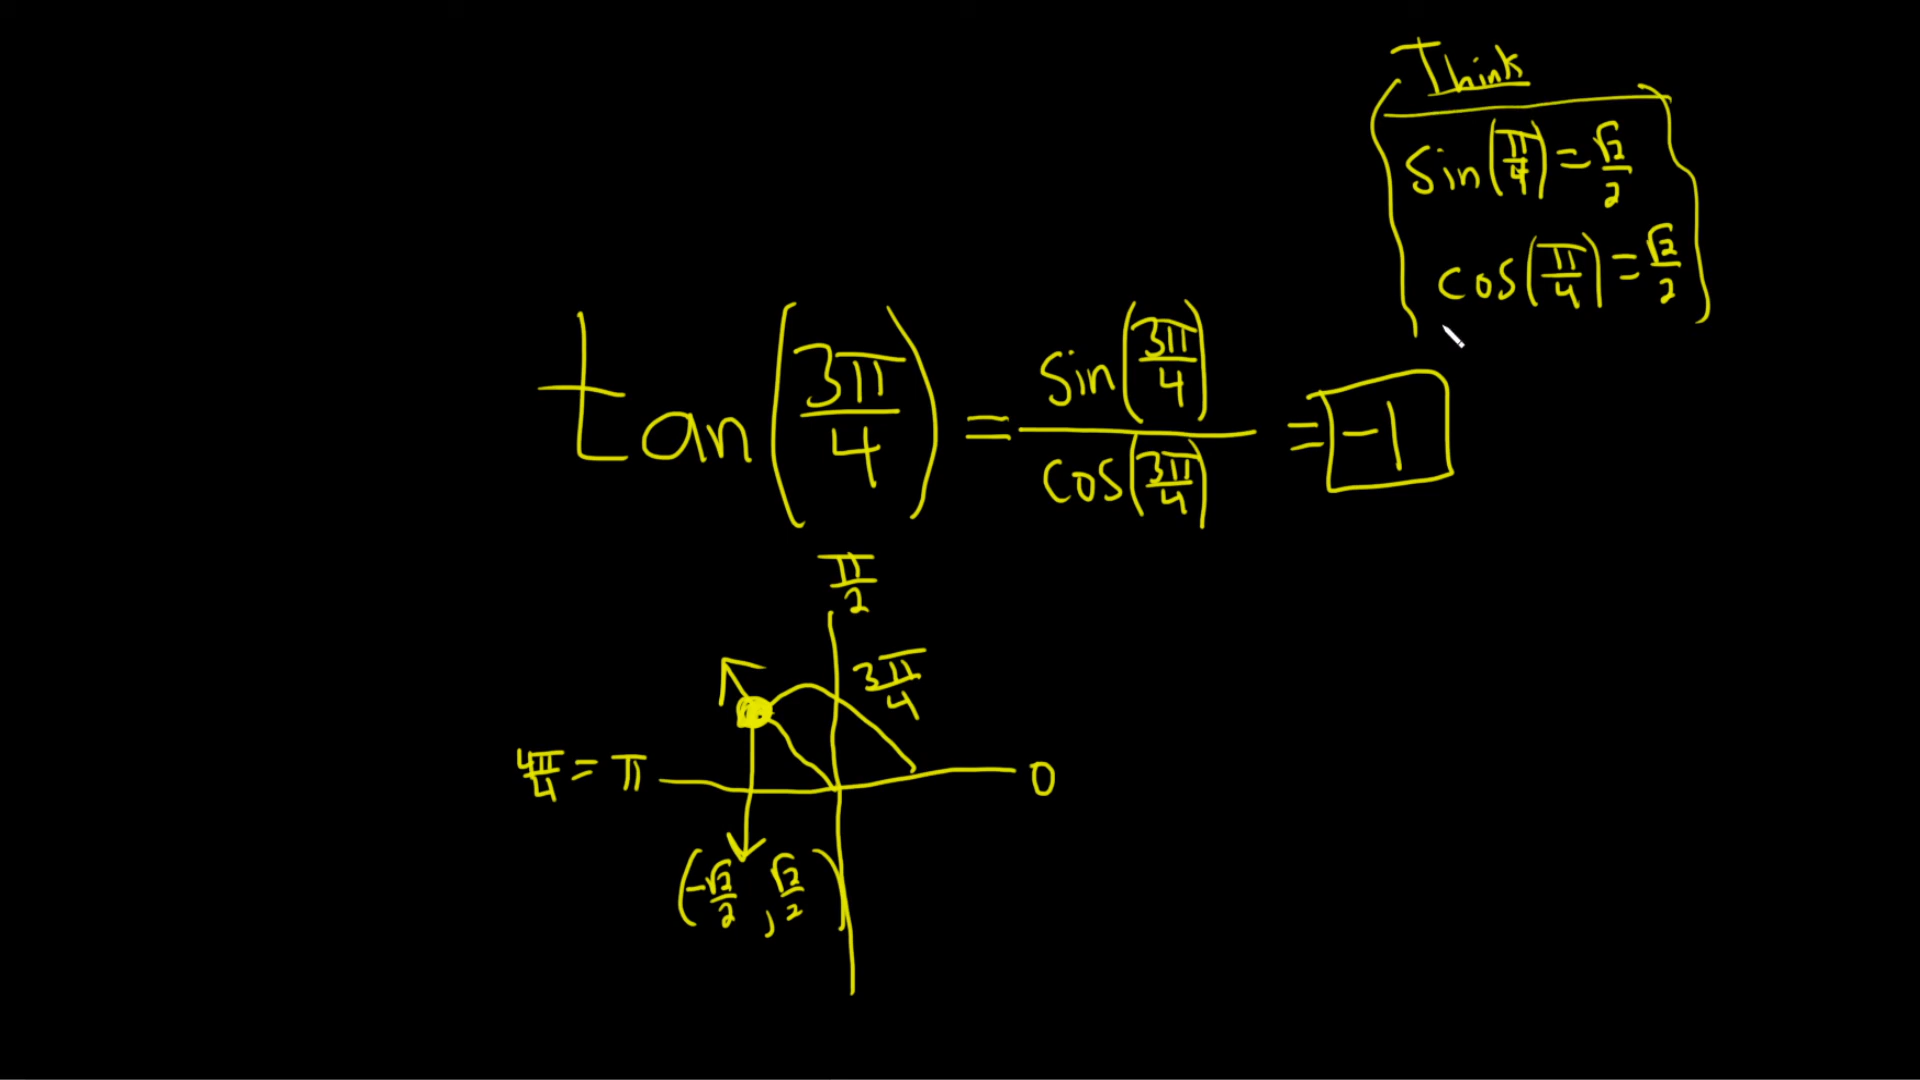 Think
sin(π/4) = √2/2
cos(π/4) = √2/2
tan(3π/4) = sin(3π/4)/cos(3π/4) = -1
π/2
3π/4
4π/4 = π
0
(-√2/2, √2/2)